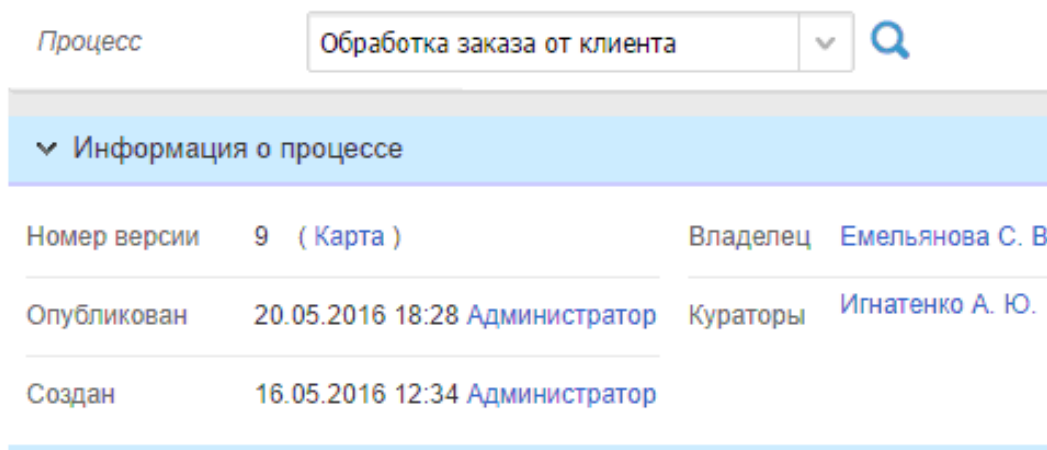 Процесс Обработка заказа от клиента
Информация о процессе
Номер версии 9 ( Карта ) Владелец Емельянова С. В
Опубликован 20.05.2016 18:28 Администратор Кураторы Игнатенко А. Ю.
Создан 16.05.2016 12:34 Администратор